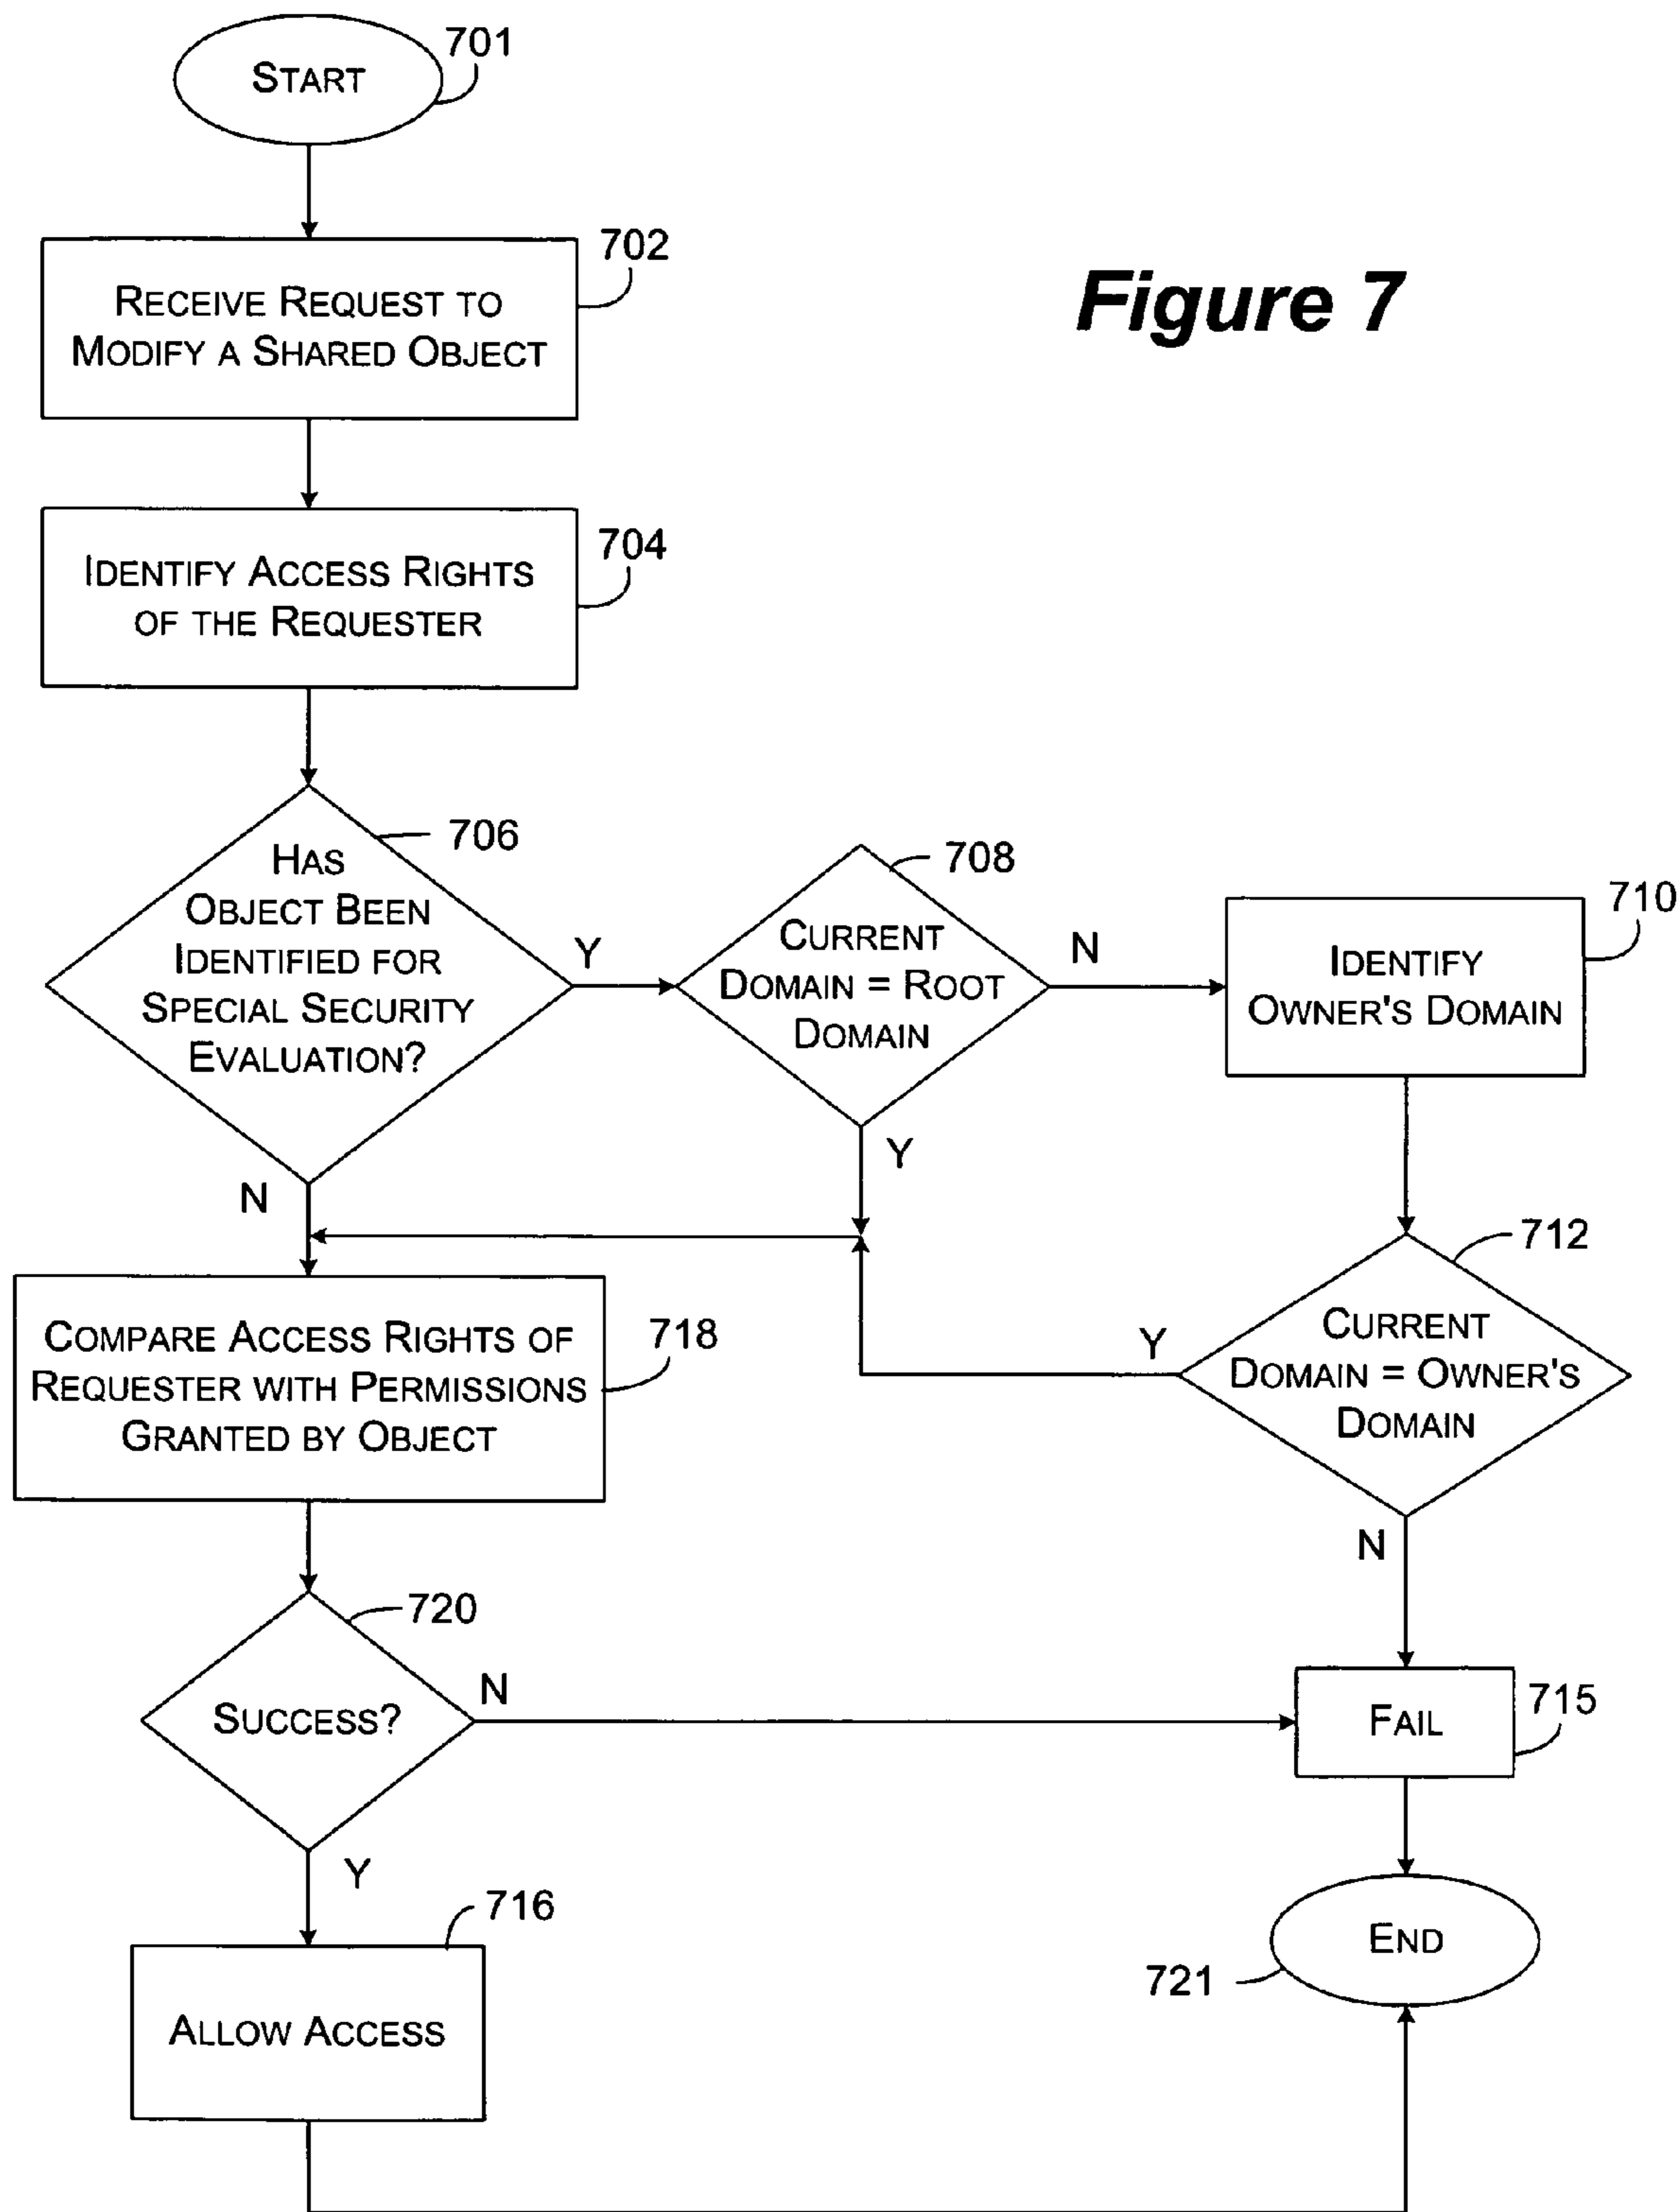 START
701
Figure 7
702
RECEIVE REQUEST TO
MODIFY A SHARED OBJECT
704
IDENTIFY ACCESS RIGHTS
OF THE REQUESTER
706
HAS
OBJECT BEEN
IDENTIFIED FOR
SPECIAL SECURITY
EVALUATION?
Y
N
708
CURRENT
DOMAIN = ROOT
DOMAIN
N
Y
710
IDENTIFY
OWNER'S DOMAIN
712
CURRENT
DOMAIN = OWNER'S
DOMAIN
Y
N
718
COMPARE ACCESS RIGHTS OF
REQUESTER WITH PERMISSIONS
GRANTED BY OBJECT
720
SUCCESS?
N
Y
715
FAIL
716
ALLOW ACCESS
END
721